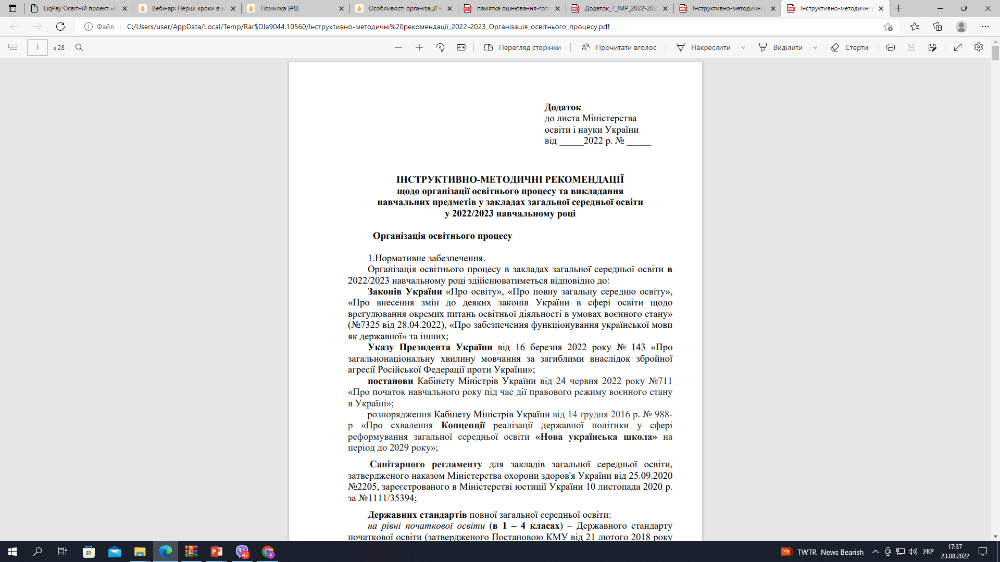 LiqPay Освітній проект «Н
Вебінар: Перші кроки вчи
Помилка (#8)
Особливості організації н
памятка оцінювання-гото
Додаток_7_ІМР_2022-202
Інструктивно-методичні р
Інструктивно-методичні р
Файл
C:/Users/user/AppData/Local/Temp/Rar$DIa9044.10560/Інструктивно-методичні%20рекомендації_2022-2023_Організація_освітнього_процесу.pdf
1
з 28
Перегляд сторінки
Прочитати вголос
Накреслити
Виділити
Стерти
Додаток
до листа Міністерства
освіти і науки України
від _____2022 р. № _____
ІНСТРУКТИВНО-МЕТОДИЧНІ РЕКОМЕНДАЦІЇ
щодо організації освітнього процесу та викладання
навчальних предметів у закладах загальної середньої освіти
у 2022/2023 навчальному році
Організація освітнього процесу
1.Нормативне забезпечення.
Організація освітнього процесу в закладах загальної середньої освіти в
2022/2023 навчальному році здійснюватиметься відповідно до:
Законів України «Про освіту», «Про повну загальну середню освіту»,
«Про внесення змін до деяких законів України в сфері освіти щодо
врегулювання окремих питань освітньої діяльності в умовах воєнного стану»
(№7325 від 28.04.2022), «Про забезпечення функціонування української мови
як державної» та інших;
Указу Президента України від 16 березня 2022 року № 143 «Про
загальнонаціональну хвилину мовчання за загиблими внаслідок збройної
агресії Російської Федерації проти України»;
постанови Кабінету Міністрів України від 24 червня 2022 року №711
«Про початок навчального року під час дії правового режиму воєнного стану
в Україні»;
розпорядження Кабінету Міністрів України від 14 грудня 2016 р. № 988-
р «Про схвалення Концепції реалізації державної політики у сфері
реформування загальної середньої освіти «Нова українська школа» на
період до 2029 року»;
Санітарного регламенту для закладів загальної середньої освіти,
затвердженого наказом Міністерства охорони здоров'я України від 25.09.2020
№2205, зареєстрованого в Міністерстві юстиції України 10 листопада 2020 р.
за №1111/35394;
Державних стандартів повної загальної середньої освіти:
на рівні початкової освіти (в 1 – 4 класах) – Державного стандарту
початкової освіти (затвердженого Постановою КМУ від 21 лютого 2018 року
47
A
TWTR News Bearish
УКР
17:37
23.08.2022